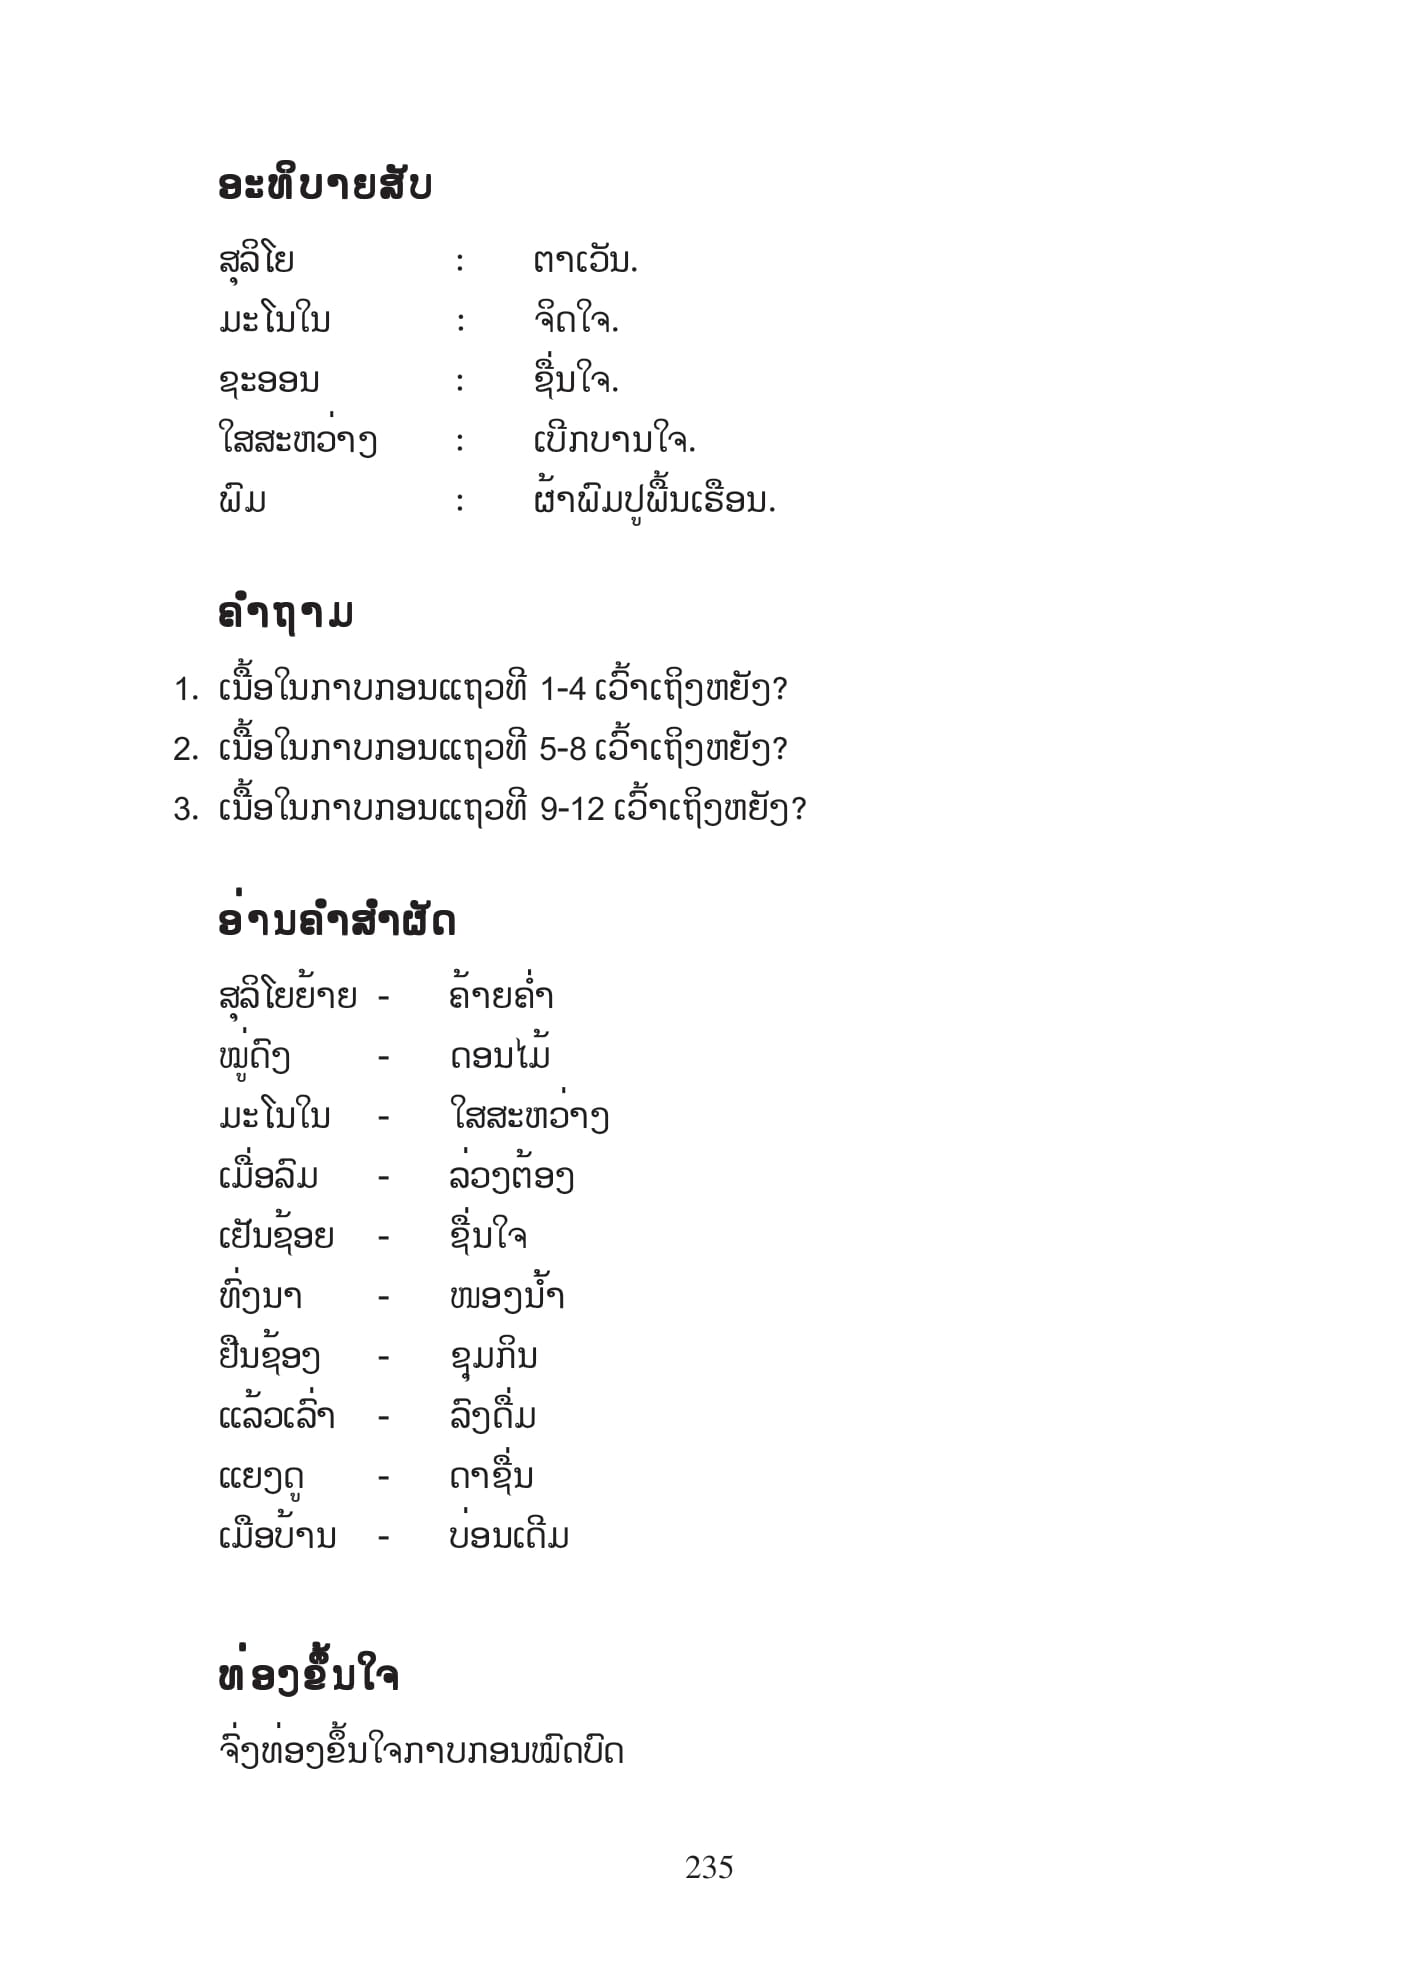 ອະທິບາຍສັບ
ສຸລິໂຍ : ຕາເວັນ.
ມະໂນໃນ : ຈິດໃຈ.
ຊະອອນ : ຊື່ນໃຈ.
ໃສສະຫວ່າງ : ເບີກບານໃຈ.
ພົມ : ຜ້າພົມປູພື້ນເຮືອນ.
ຄຳຖາມ
1. ເນື້ອໃນກາບກອນແຖວທີ 1-4 ເວົ້າເຖິງຫຍັງ?
2. ເນື້ອໃນກາບກອນແຖວທີ 5-8 ເວົ້າເຖິງຫຍັງ?
3. ເນື້ອໃນກາບກອນແຖວທີ 9-12 ເວົ້າເຖິງຫຍັງ?
ອ່ານຄຳສຳຜັດ
ສຸລິໂຍຍ້າຍ - ຄ້າຍຄ່ຳ
ໝູ່ດົງ - ດອນໄມ້
ມະໂນໃນ - ໃສສະຫວ່າງ
ເມື່ອລົມ - ລ່ວງຕ້ອງ
ເຢັນຊ້ອຍ - ຊື່ນໃຈ
ທົ່ງນາ - ໜອງນ້ຳ
ຢືນຊ້ອງ - ຊຸມກິນ
ແລ້ວເລົ່າ - ລົງດື່ມ
ແຍງດູ - ດາຊື່ນ
ເມືອບ້ານ - ບ່ອນເດີມ
ທ່ອງຂຶ້ນໃຈ
ຈົ່ງທ່ອງຂຶ້ນໃຈກາບກອນໝົດບົດ
235